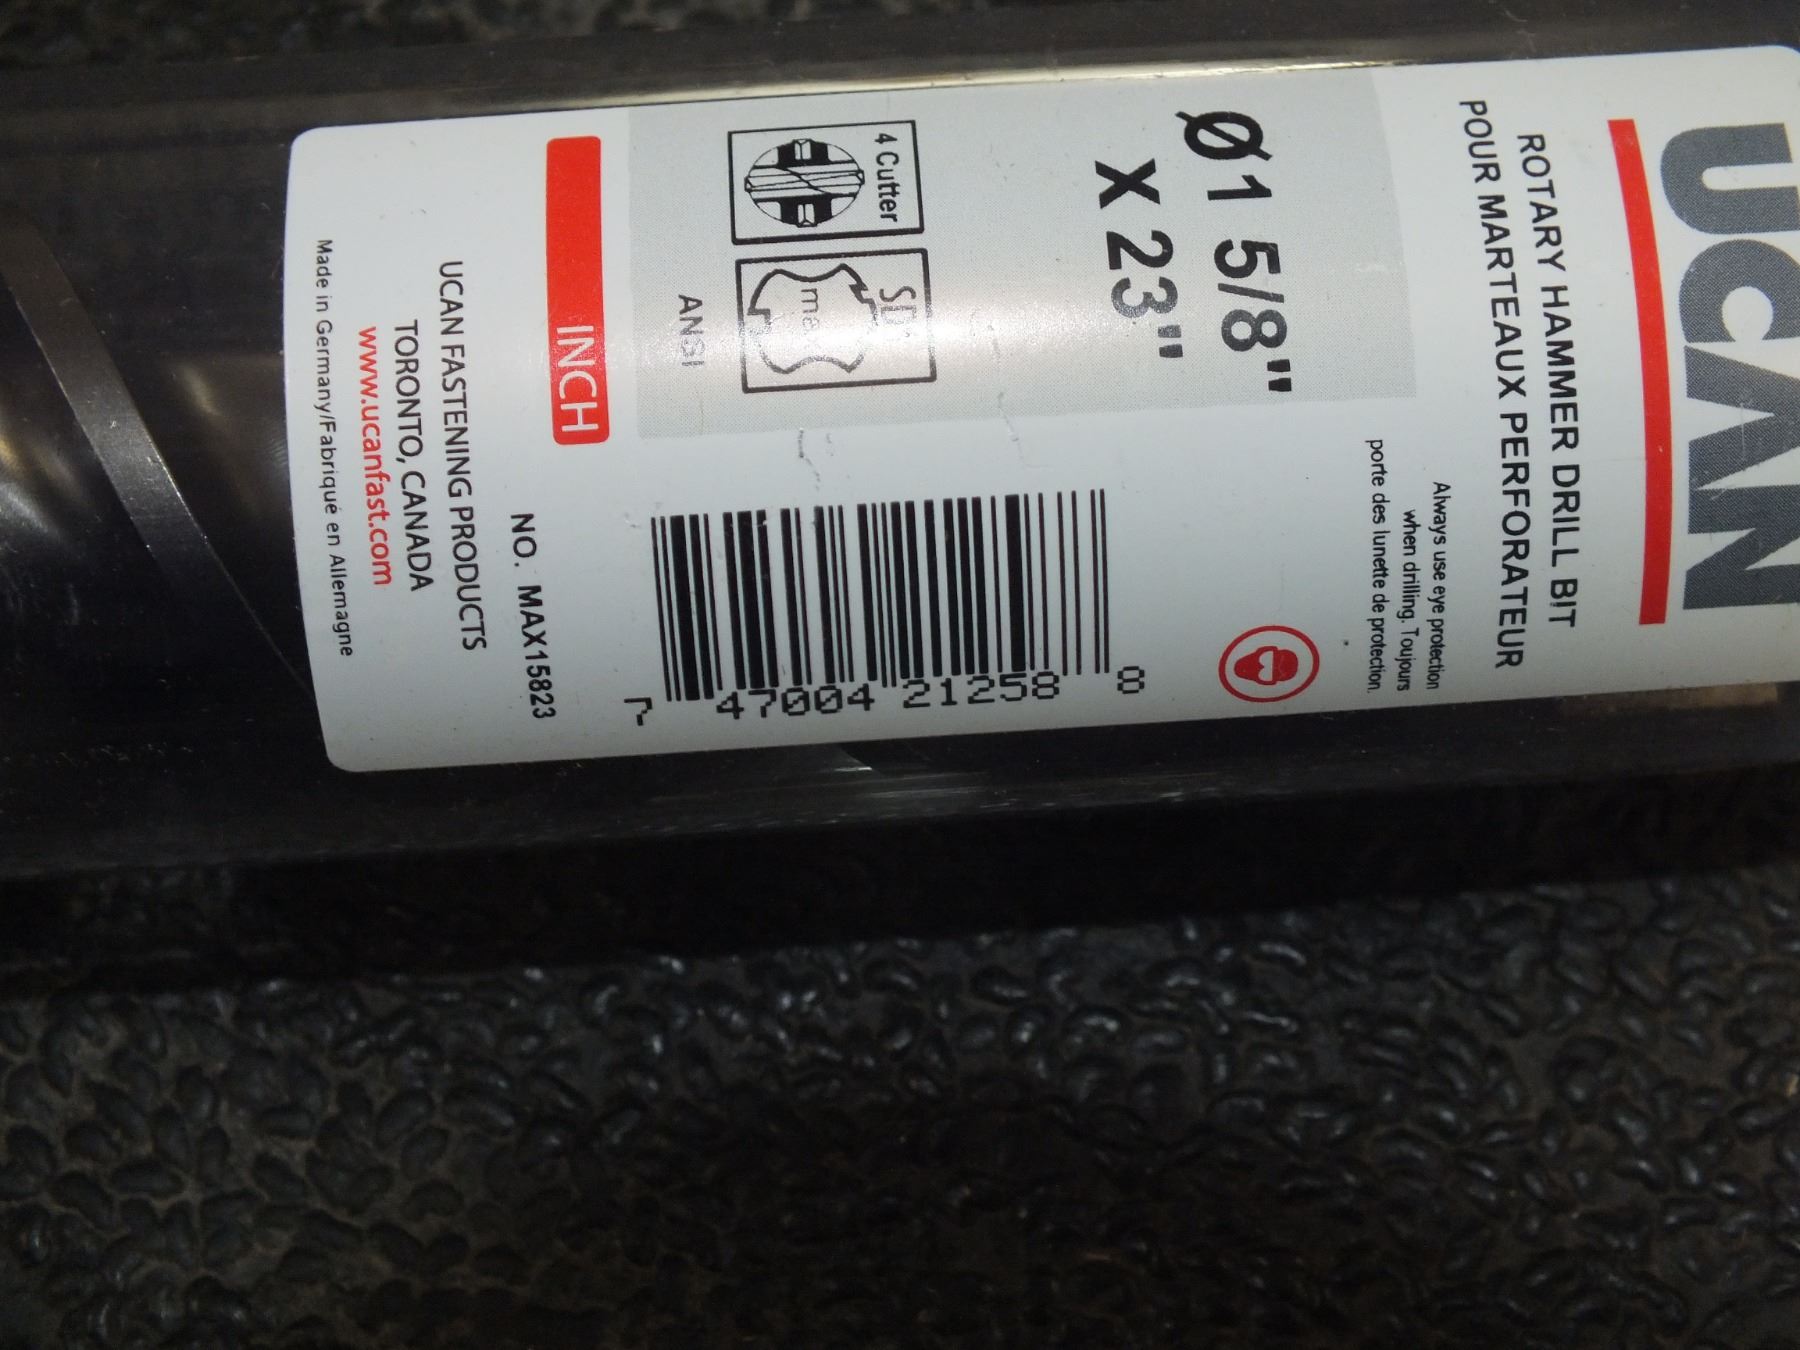 UCAN
ROTARY HAMMER DRILL BIT
POUR MARTEAUX PERFORATEUR
Always use eye protection
when drilling. Toujours
porte des lunette de protection.
Ø1 5/8"
X 23"
4 Cutter
SDS
max
ANSI
7 47004 21258 8
INCH
NO. MAX15823
UCAN FASTENING PRODUCTS
TORONTO, CANADA
www.ucanfast.com
Made in Germany/Fabriqué en Allemagne